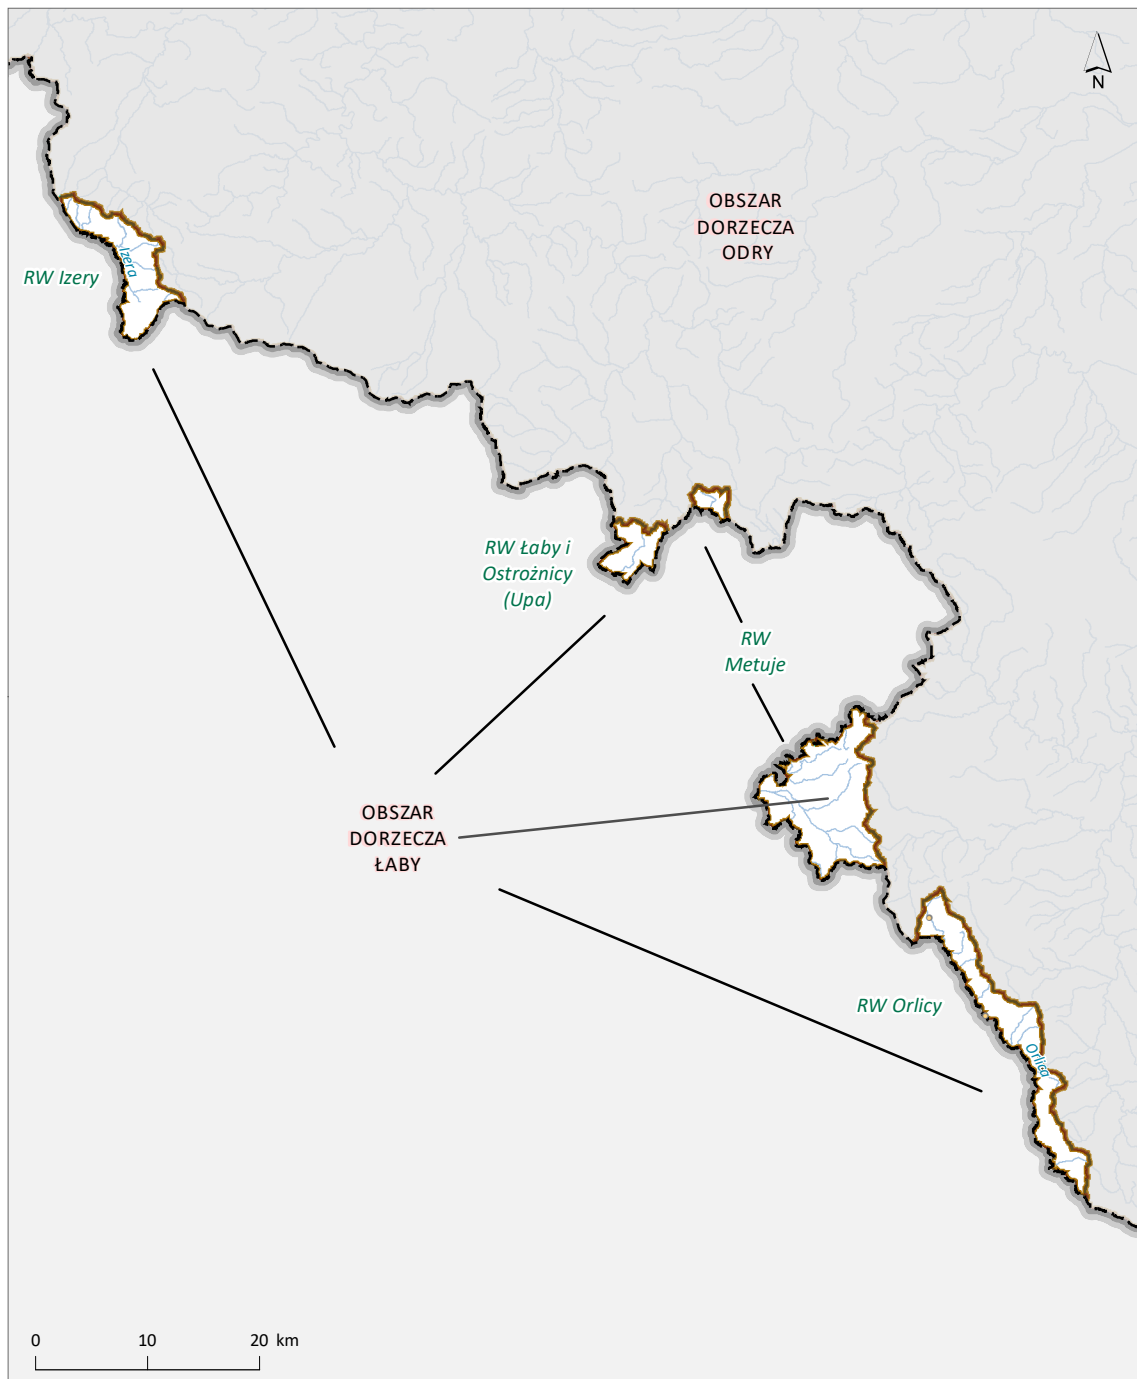 N
OBSZAR
DORZECZA
ODRY
Izera
RW Izery
RW Łaby i
Ostrożnicy
(Upa)
RW
Metuje
OBSZAR
DORZECZA
ŁABY
RW Orlicy
Orlica
0 10 20 km